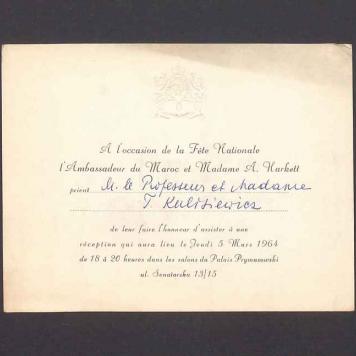 A l'occasion de la Fête Nationale
l'Ambassadeur du Maroc et Madame A. Harkett
prient M. le Professeur et Madame
T. Kulisiewicz
de leur faire l'honneur d'assister à une
réception qui aura lieu le Jeudi 5 Mars 1964
de 18 à 20 heures dans les salons du Palais Prymasowski
ul. Senatorska 13/15